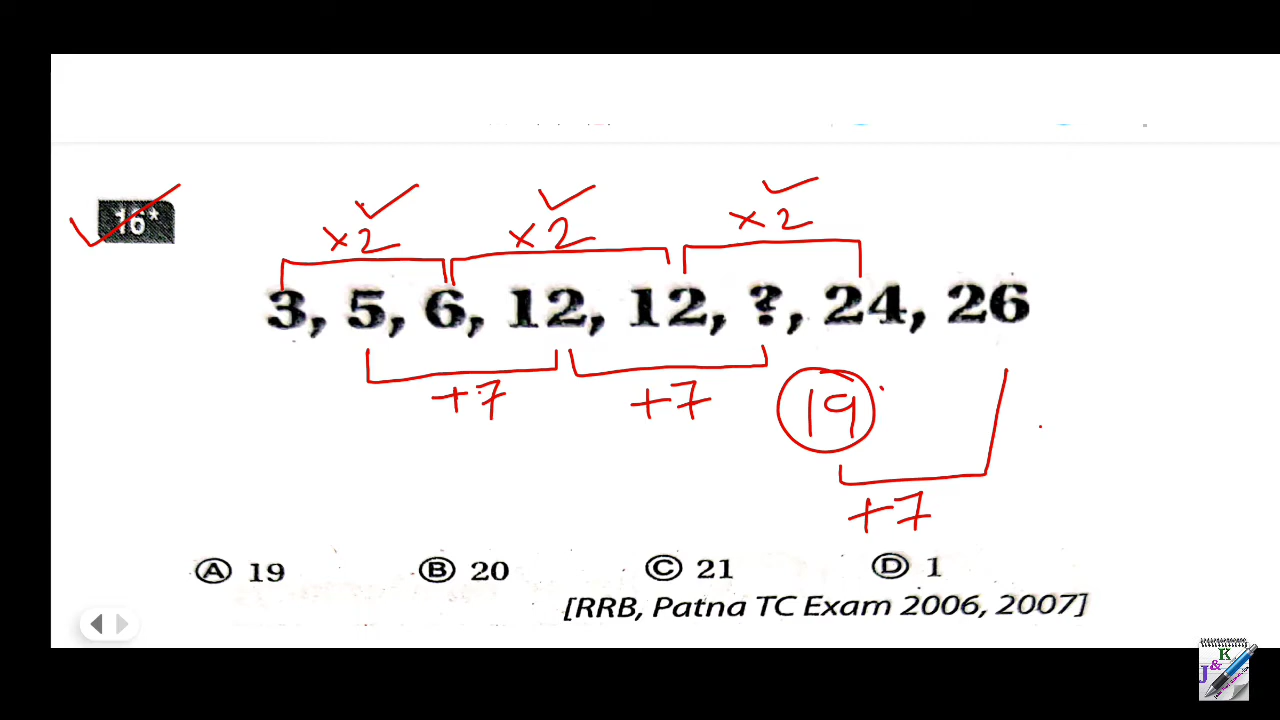 16*
×2 ×2 ×2
3, 5, 6, 12, 12, ?, 24, 26
+7 +7 19
+7
Ⓐ 19 Ⓑ 20 Ⓒ 21 Ⓓ 1
[RRB, Patna TC Exam 2006, 2007]
J & K